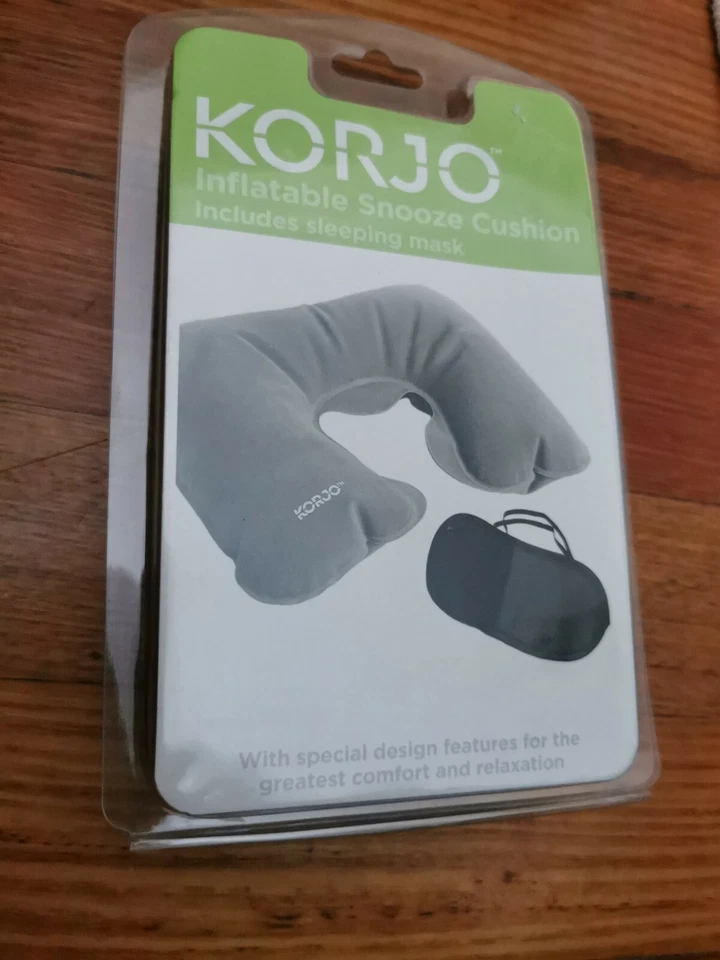 KORJO™
Inflatable Snooze Cushion
Includes sleeping mask
KORJO™
With special design features for the
greatest comfort and relaxation